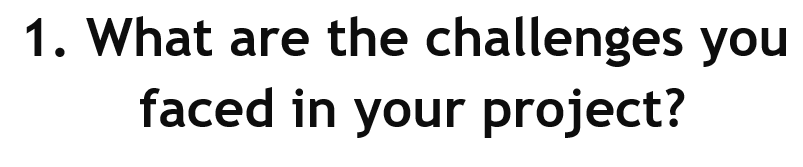 1. What are the challenges you
faced in your project?